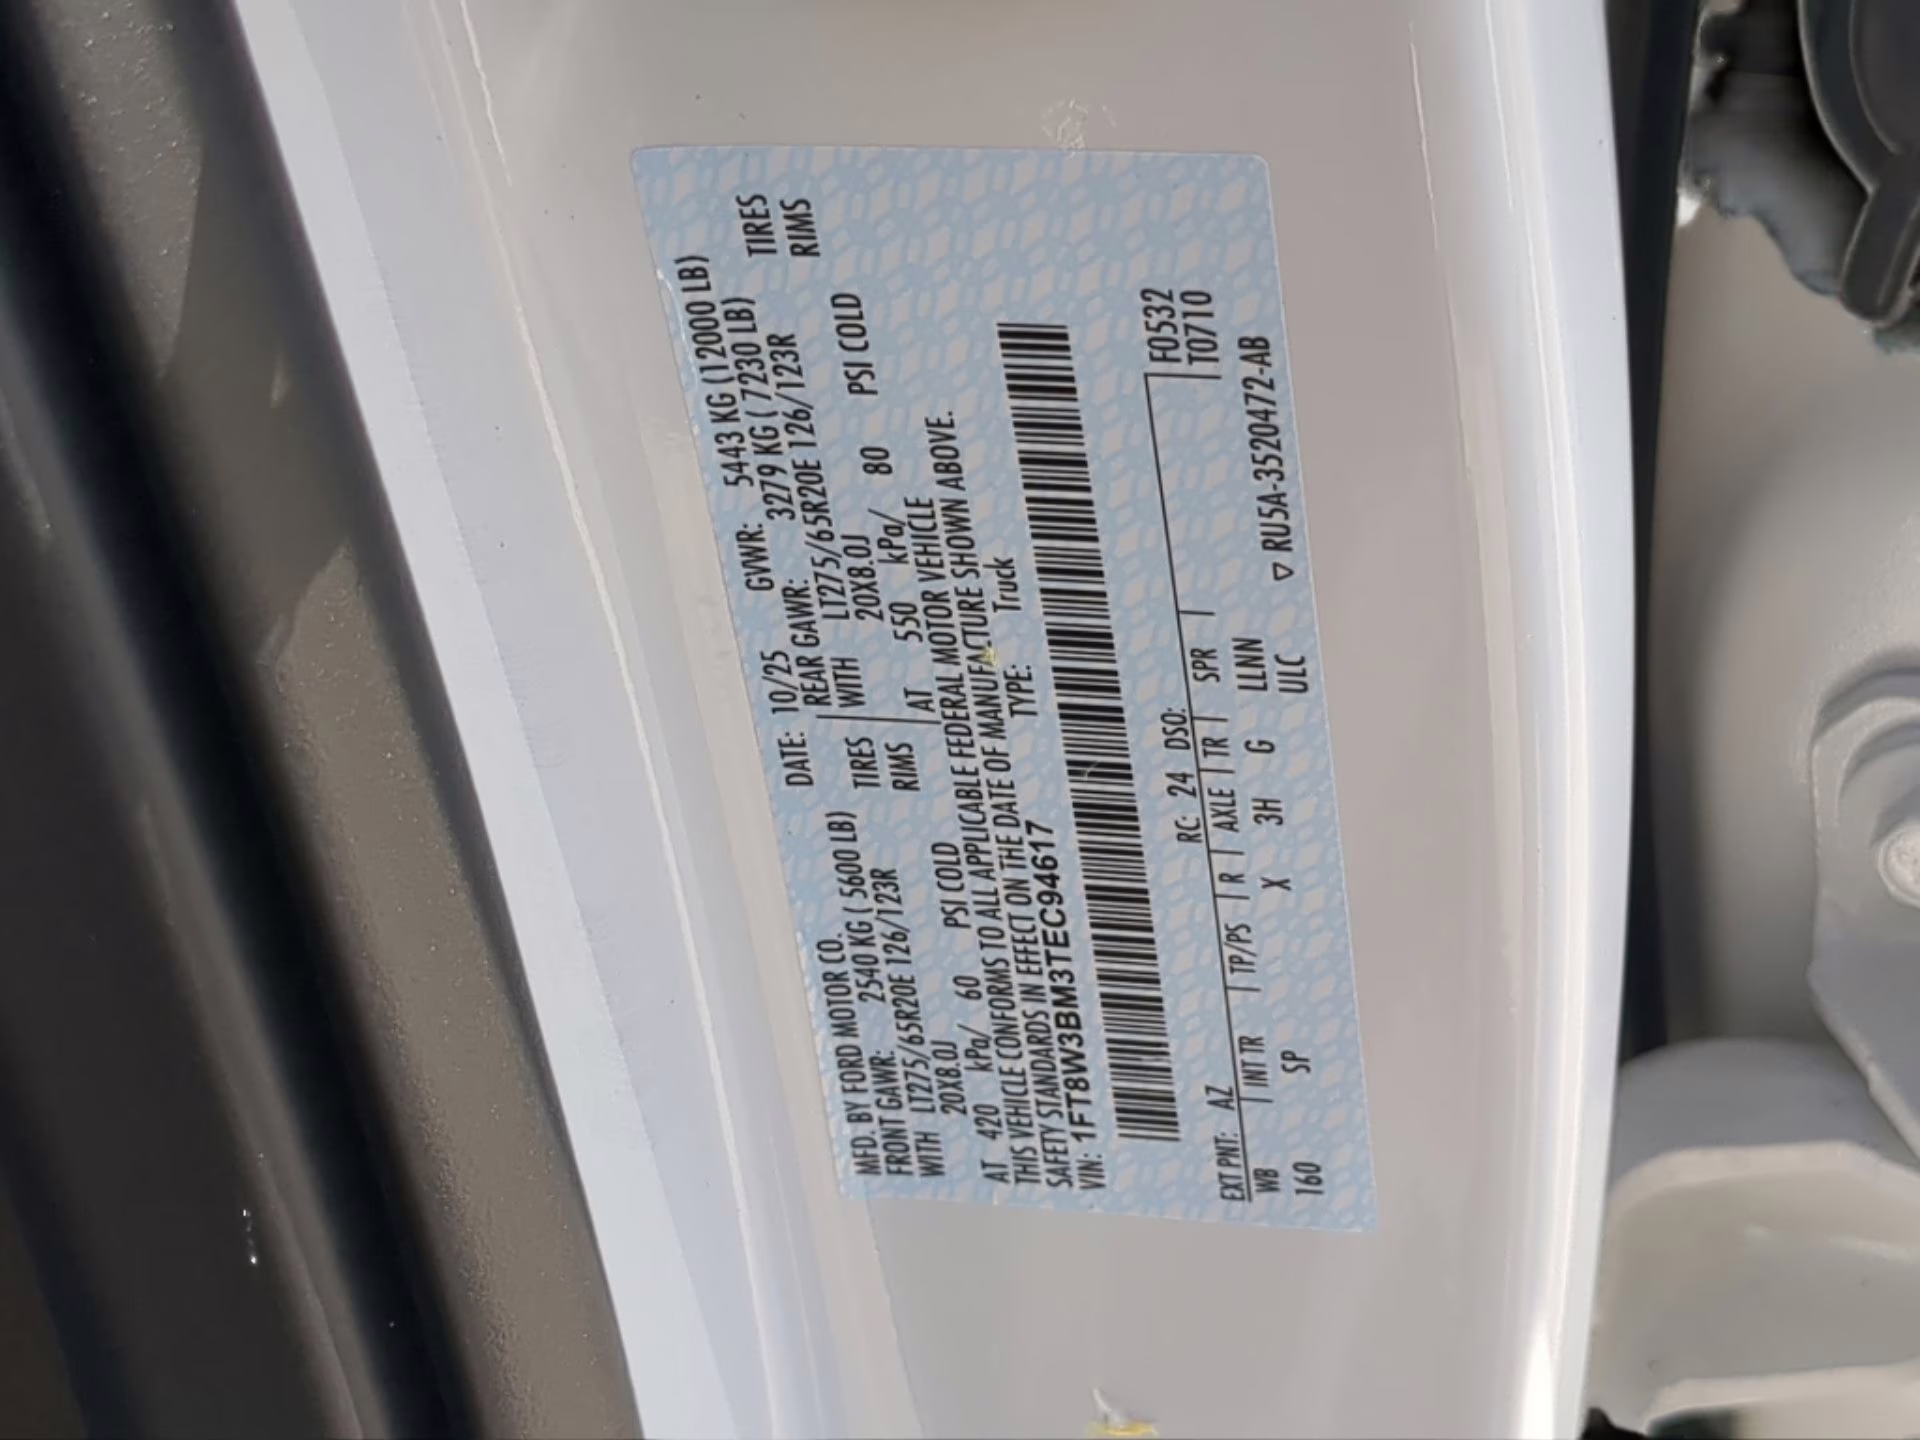 MFD. BY FORD MOTOR CO. DATE: 10/25 GVWR: 5443 KG (12000 LB)
FRONT GAWR: 2540 KG ( 5600 LB) REAR GAWR: 3279 KG ( 7230 LB)
WITH LT275/65R20E 126/123R TIRES WITH LT275/65R20E 126/123R TIRES
20X8.0J RIMS 20X8.0J RIMS
AT 420 kPa/ 60 PSI COLD AT 550 kPa/ 80 PSI COLD
THIS VEHICLE CONFORMS TO ALL APPLICABLE FEDERAL MOTOR VEHICLE
SAFETY STANDARDS IN EFFECT ON THE DATE OF MANUFACTURE SHOWN ABOVE.
VIN: 1FT8W3BM3TEC94617 TYPE: Truck
EXT PNT: AZ RC: 24 DSO: F0532
WB INT TR TP/PS R AXLE TR SPR T0710
160 SP X 3H G LLNN
ULC ▽ RU5A-3520472-AB